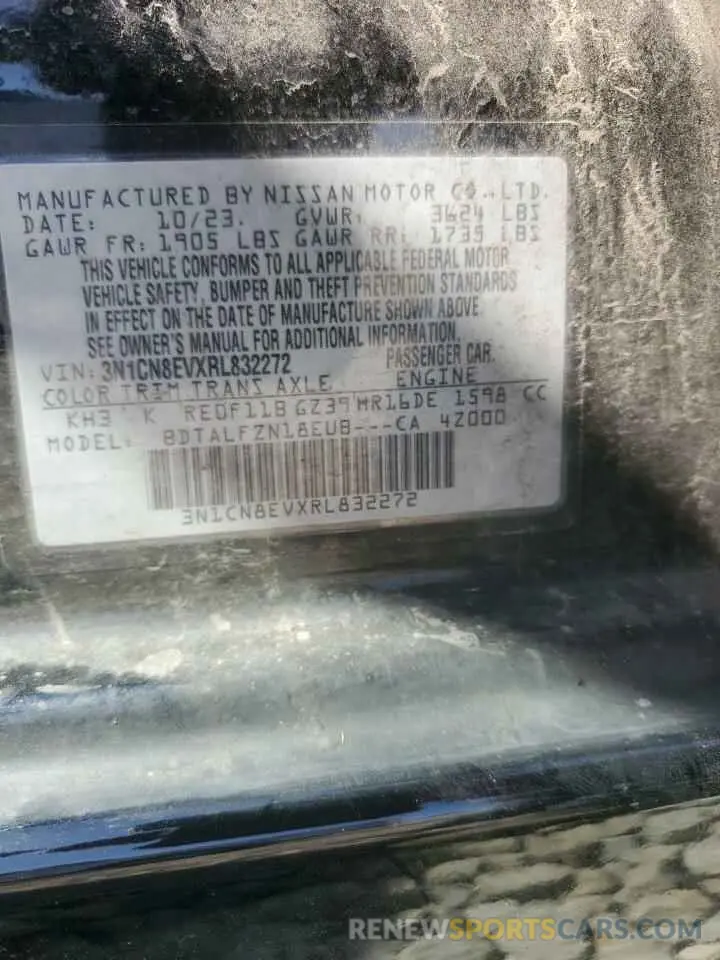 MANUFACTURED BY NISSAN MOTOR CO., LTD.
DATE: 10/23. GVWR: 3624 LBS
GAWR FR: 1905 LBS GAWR RR: 1735 LBS
THIS VEHICLE CONFORMS TO ALL APPLICABLE FEDERAL MOTOR
VEHICLE SAFETY, BUMPER AND THEFT PREVENTION STANDARDS
IN EFFECT ON THE DATE OF MANUFACTURE SHOWN ABOVE.
SEE OWNER'S MANUAL FOR ADDITIONAL INFORMATION.
VIN: 3N1CN8EVXRL832272 PASSENGER CAR.
COLOR TRIM TRANS AXLE ENGINE
KH3 K RE0F11B GZ39 MR16DE 1598 CC
MODEL: BDTALFZN18EUB---CA 42000
3N1CN8EVXRL832272
RENEWSPORTSCARS.COM